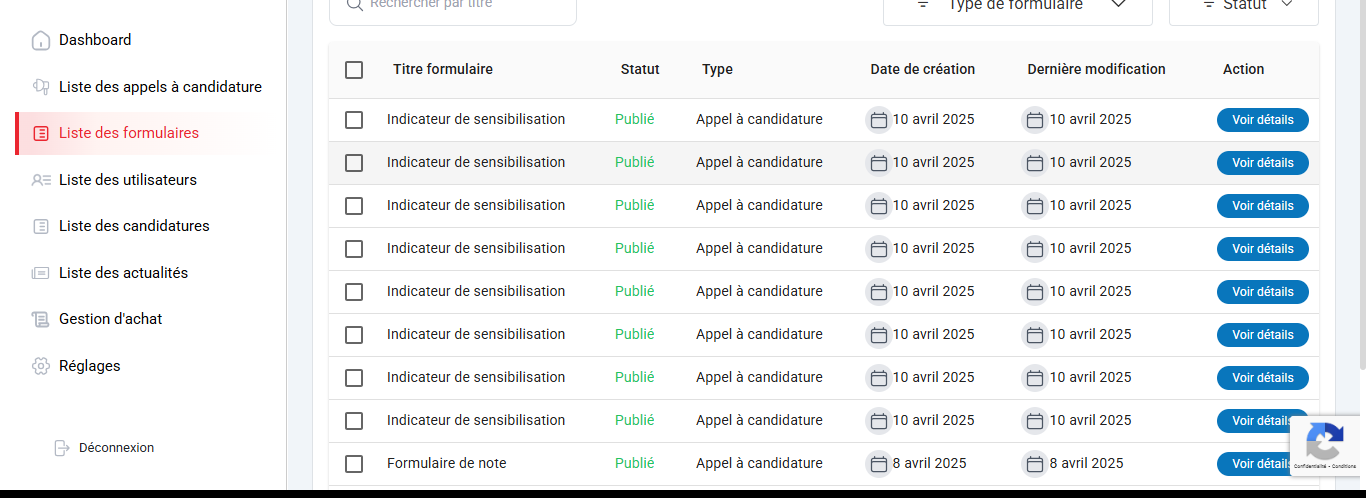 Rechercher par titre
Type de formulaire
Statut
Dashboard
Liste des appels à candidature
Liste des formulaires
Liste des utilisateurs
Liste des candidatures
Liste des actualités
Gestion d'achat
Réglages
Déconnexion
Titre formulaire Statut Type Date de création Dernière modification Action
Indicateur de sensibilisation Publié Appel à candidature 10 avril 2025 10 avril 2025 Voir détails
Indicateur de sensibilisation Publié Appel à candidature 10 avril 2025 10 avril 2025 Voir détails
Indicateur de sensibilisation Publié Appel à candidature 10 avril 2025 10 avril 2025 Voir détails
Indicateur de sensibilisation Publié Appel à candidature 10 avril 2025 10 avril 2025 Voir détails
Indicateur de sensibilisation Publié Appel à candidature 10 avril 2025 10 avril 2025 Voir détails
Indicateur de sensibilisation Publié Appel à candidature 10 avril 2025 10 avril 2025 Voir détails
Indicateur de sensibilisation Publié Appel à candidature 10 avril 2025 10 avril 2025 Voir détails
Indicateur de sensibilisation Publié Appel à candidature 10 avril 2025 10 avril 2025 Voir détails
Formulaire de note Publié Appel à candidature 8 avril 2025 8 avril 2025 Voir détails
Confidentialité - Conditions